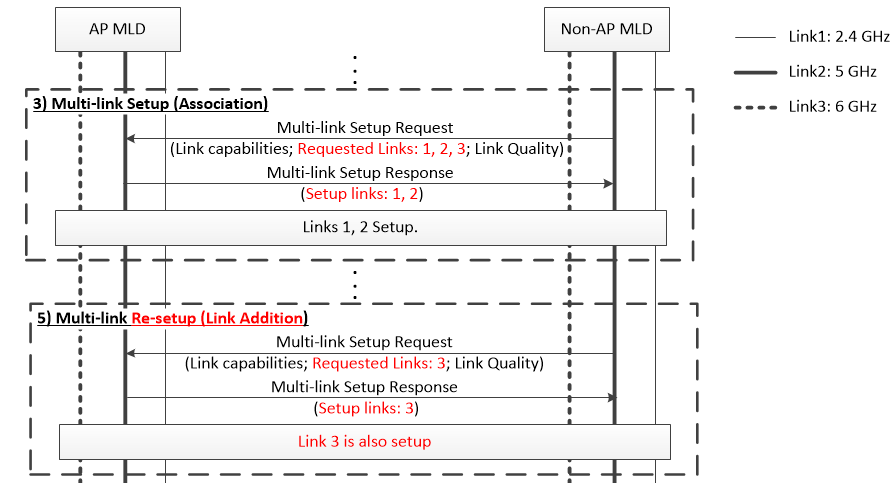 AP MLD
Non-AP MLD
Link1: 2.4 GHz
Link2: 5 GHz
Link3: 6 GHz
3) Multi-link Setup (Association)
Multi-link Setup Request
(Link capabilities; Requested Links: 1, 2, 3; Link Quality)
Multi-link Setup Response
(Setup links: 1, 2)
Links 1, 2 Setup.
5) Multi-link Re-setup (Link Addition)
Multi-link Setup Request
(Link capabilities; Requested Links: 3; Link Quality)
Multi-link Setup Response
(Setup links: 3)
Link 3 is also setup